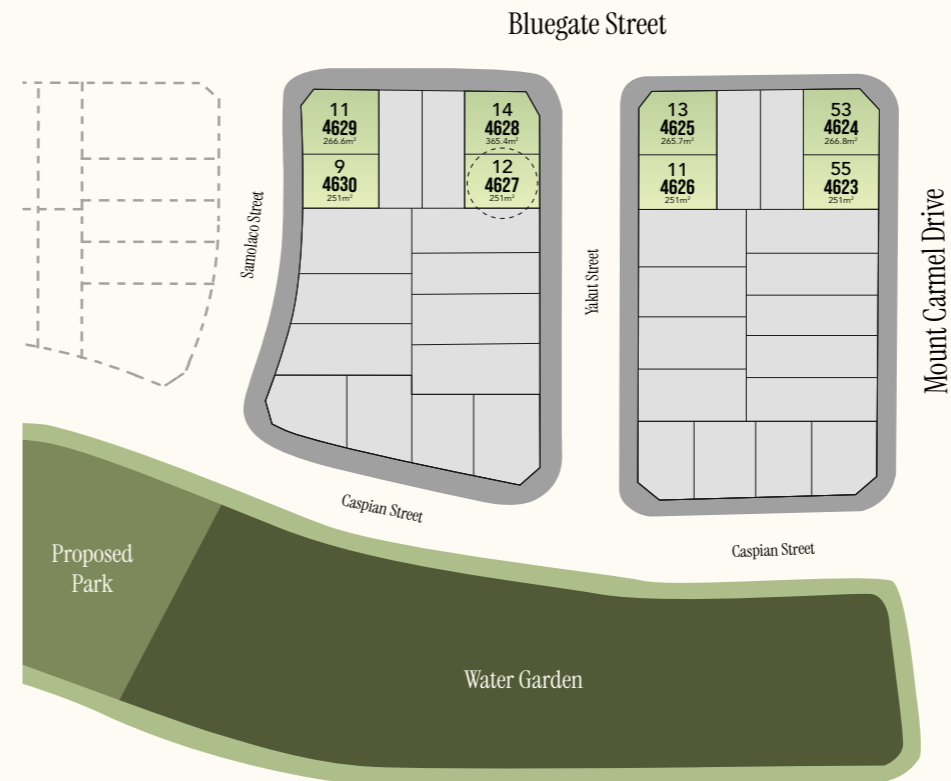 Bluegate Street
11
4629
266.6m²
14
4628
365.4m²
13
4625
265.7m²
53
4624
266.8m²
9
4630
251m²
12
4627
251m²
11
4626
251m²
55
4623
251m²
Samolaco Street
Yakut Street
Mount Carmel Drive
Caspian Street
Caspian Street
Proposed
Park
Water Garden